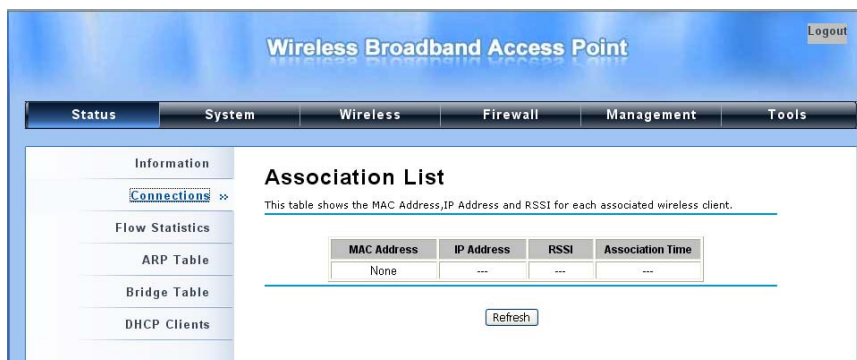 Wireless Broadband Access Point
Logout
Status System Wireless Firewall Management Tools
Information
Connections »
Flow Statistics
ARP Table
Bridge Table
DHCP Clients
Association List
This table shows the MAC Address,IP Address and RSSI for each associated wireless client.
MAC Address IP Address RSSI Association Time
None --- --- ---
Refresh